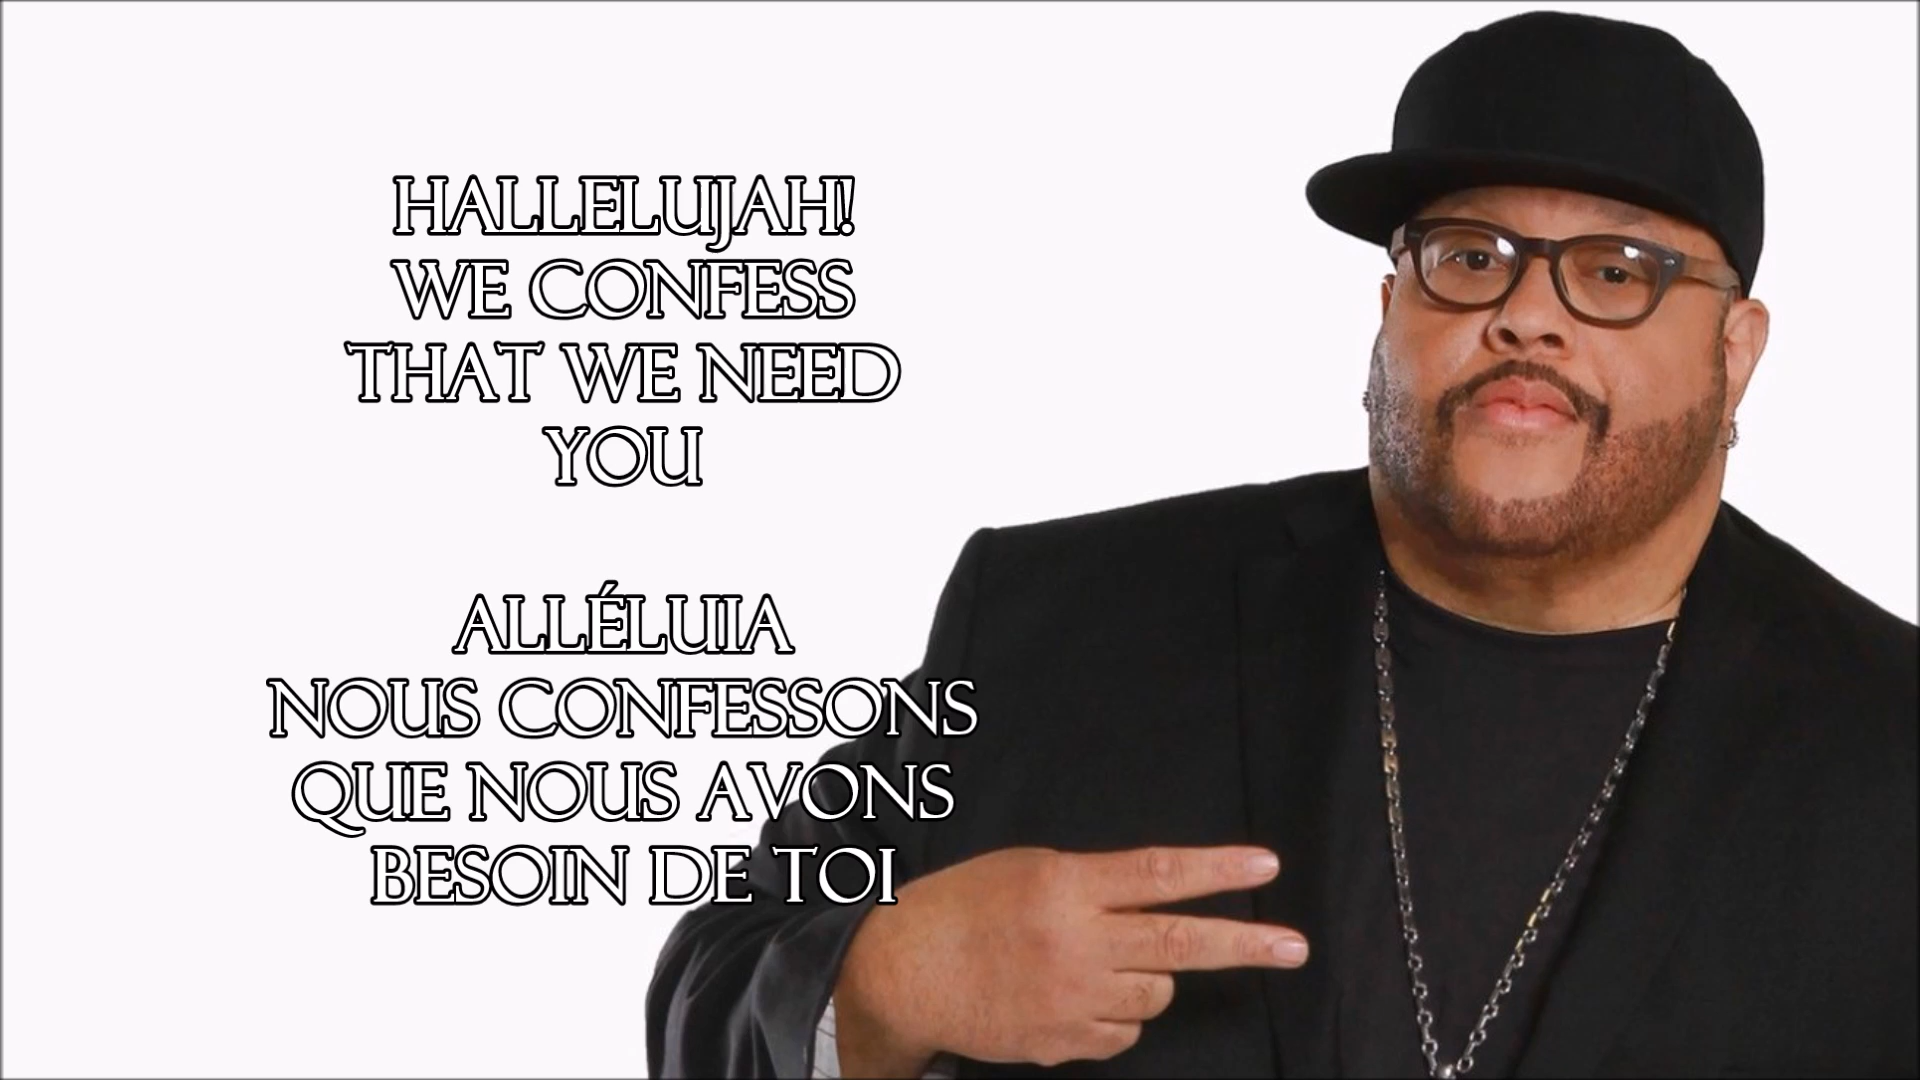 HALLELUJAH!
WE CONFESS
THAT WE NEED
YOU
ALLÉLUIA
NOUS CONFESSONS
QUE NOUS AVONS
BESOIN DE TOI